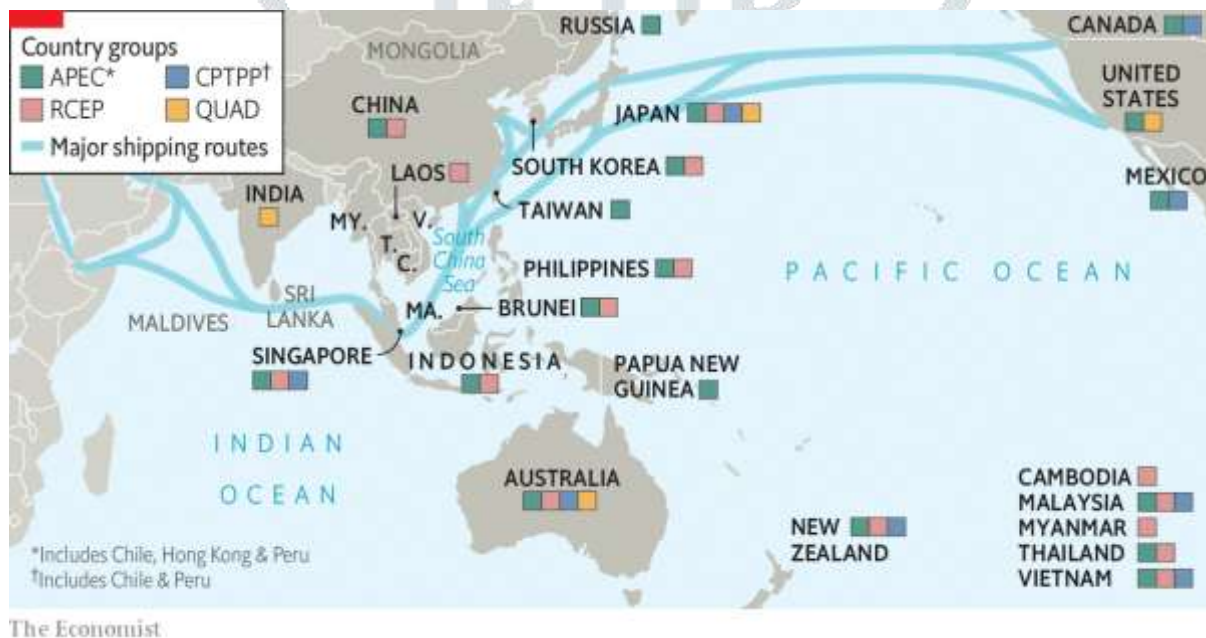 Country groups
APEC*
CPTPP†
RCEP
QUAD
Major shipping routes
RUSSIA
CANADA
MONGOLIA
UNITED
STATES
CHINA
JAPAN
LAOS
SOUTH KOREA
MEXICO
INDIA
MY.
V.
TAIWAN
T.
C.
South
China
Sea
PHILIPPINES
PACIFIC OCEAN
SRI
LANKA
MALDIVES
MA.
BRUNEI
SINGAPORE
INDONESIA
PAPUA NEW
GUINEA
INDIAN
OCEAN
AUSTRALIA
NEW
ZEALAND
CAMBODIA
MALAYSIA
MYANMAR
THAILAND
VIETNAM
*Includes Chile, Hong Kong & Peru
†Includes Chile & Peru
The Economist